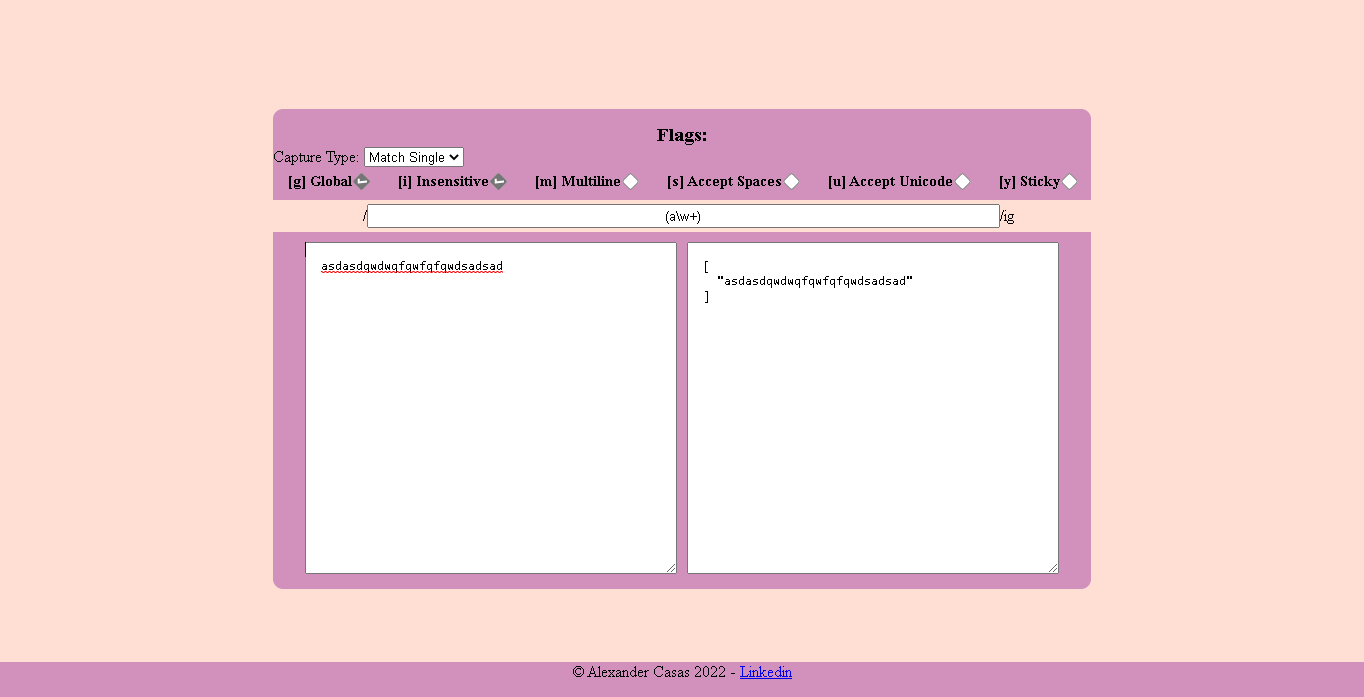 Flags:
Capture Type: Match Single
[g] Global [i] Insensitive [m] Multiline [s] Accept Spaces [u] Accept Unicode [y] Sticky
/(a\w+)/ig
asdasdqwdwqfqwfqfqwdsadsad
[
"asdasdqwdwqfqwfqfqwdsadsad"
]
© Alexander Casas 2022 - Linkedin